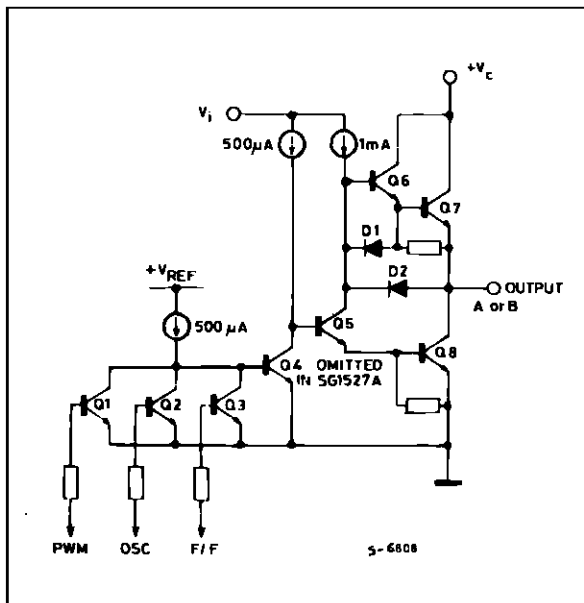 +Vc
Vi
500µA
1mA
Q6
Q7
D1
D2
+VREF
OUTPUT
A or B
500 µA
Q5
Q8
Q4
OMITTED
IN SG1527A
Q1
Q2
Q3
PWM
OSC
F/F
S-6808